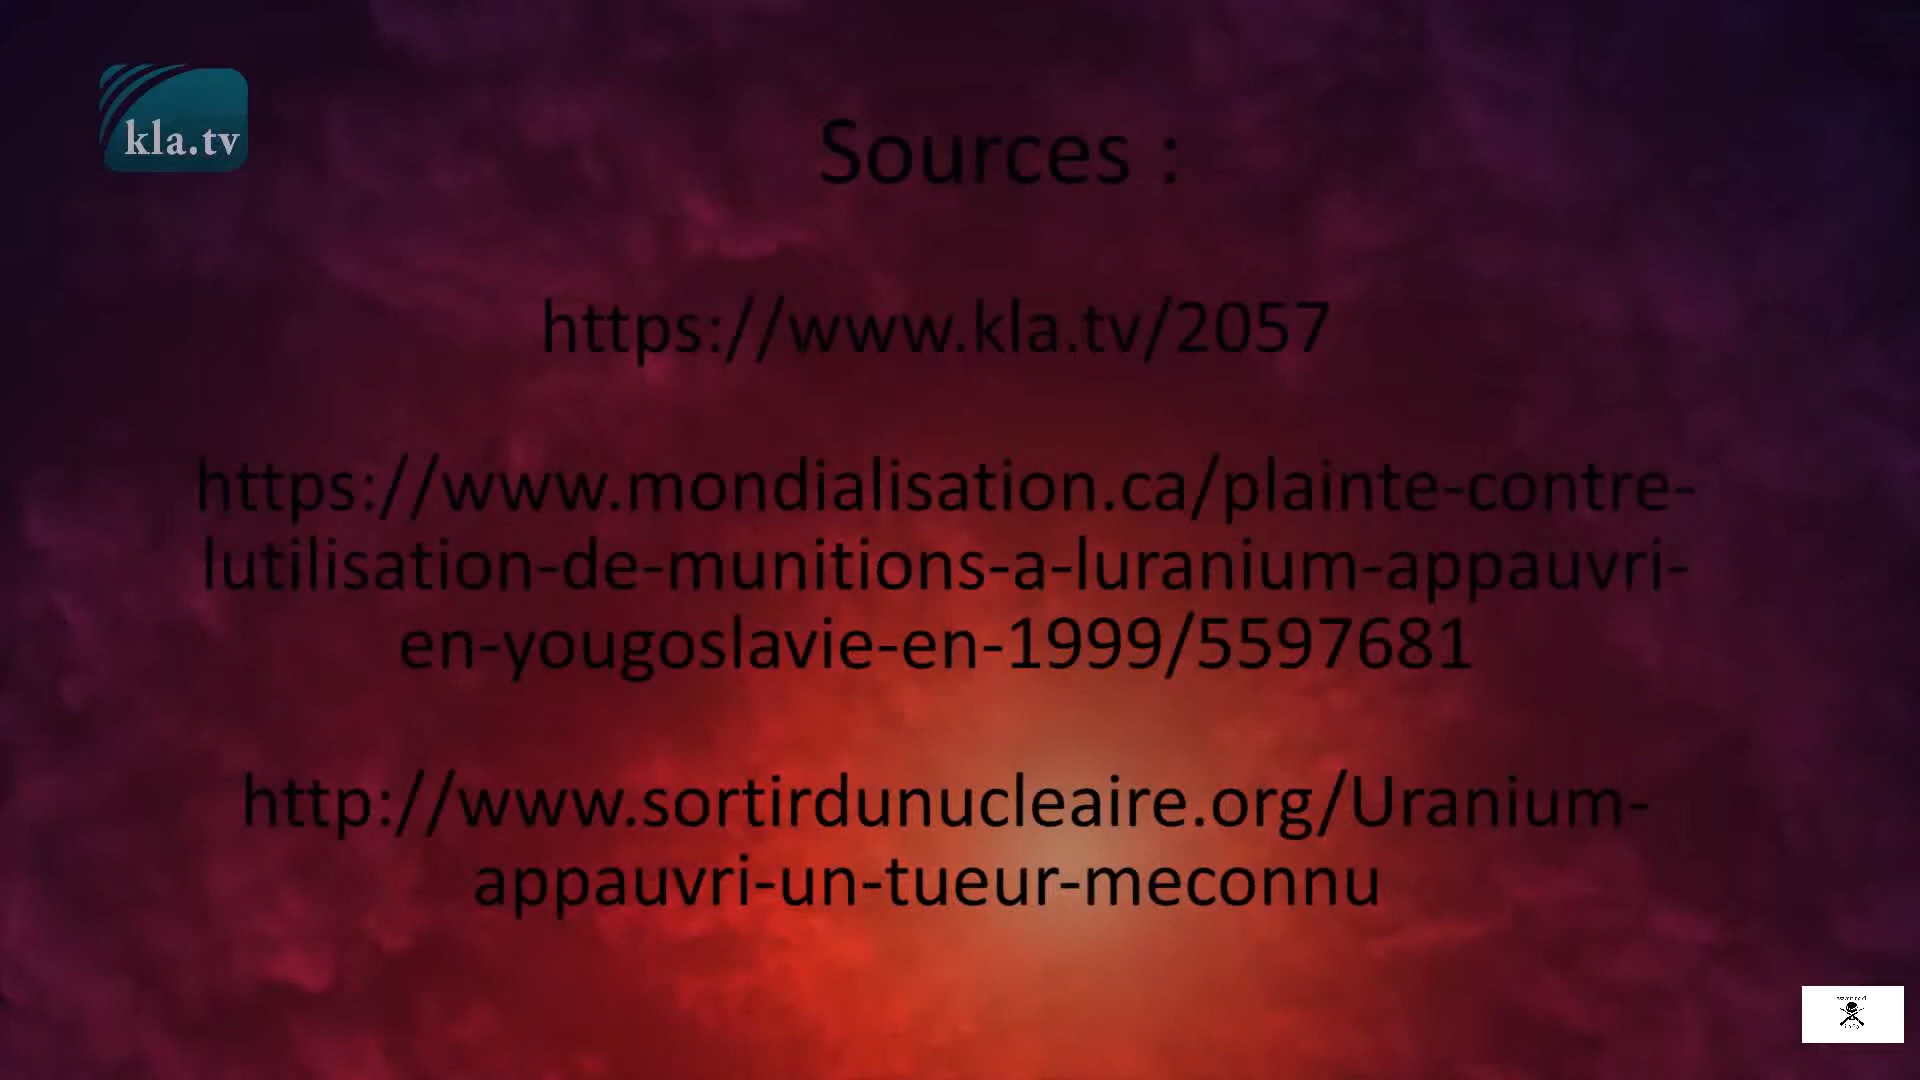 kla.tv
Sources :
https://www.kla.tv/2057
https://www.mondialisation.ca/plainte-contre-
lutilisation-de-munitions-a-luranium-appauvri-
en-yougoslavie-en-1999/5597681
http://www.sortirdunucleaire.org/Uranium-
appauvri-un-tueur-meconnu